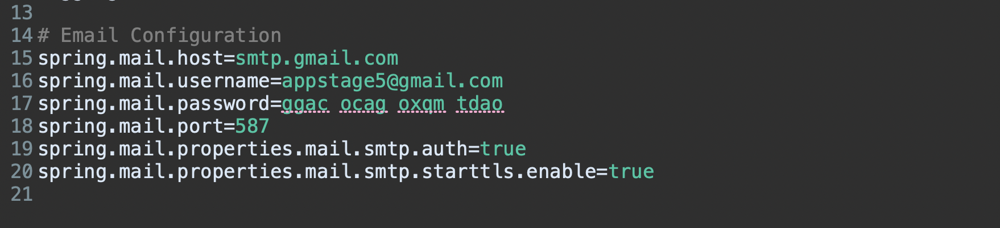 13
14 # Email Configuration
15 spring.mail.host=smtp.gmail.com
16 spring.mail.username=appstage5@gmail.com
17 spring.mail.password=ggac ocag oxqm tdao
18 spring.mail.port=587
19 spring.mail.properties.mail.smtp.auth=true
20 spring.mail.properties.mail.smtp.starttls.enable=true
21